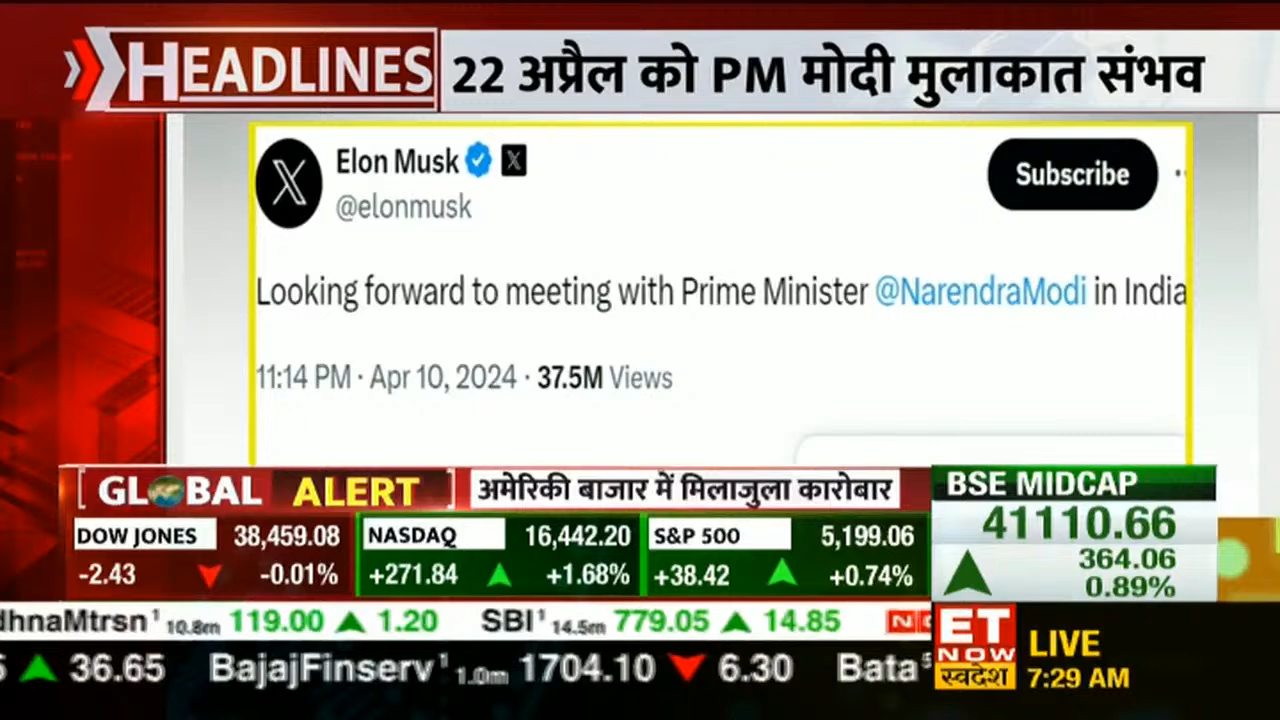 HEADLINES
22 अप्रैल को PM मोदी मुलाकात संभव
Elon Musk
@elonmusk
Subscribe
Looking forward to meeting with Prime Minister @NarendraModi in India
11:14 PM · Apr 10, 2024 · 37.5M Views
GLOBAL ALERT
अमेरिकी बाजार में मिलाजुला कारोबार
DOW JONES 38,459.08
-2.43 -0.01%
NASDAQ 16,442.20
+271.84 +1.68%
S&P 500 5,199.06
+38.42 +0.74%
BSE MIDCAP
41110.66
364.06
0.89%
dhnaMtrsn¹ 10.8m 119.00 ▲ 1.20 SBI¹ 14.5m 779.05 ▲ 14.85
▲ 36.65 BajajFinserv¹ 1.0m 1704.10 ▼ 6.30 Bata
ET NOW स्वदेश
LIVE
7:29 AM